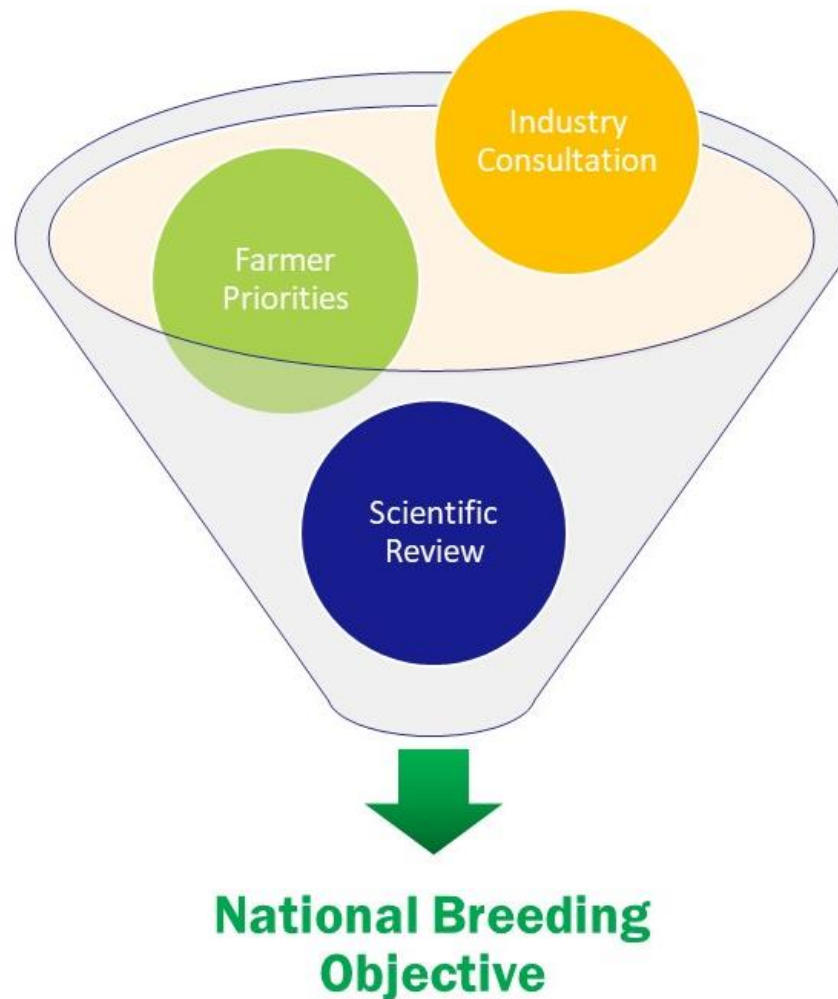 Industry
Consultation
Farmer
Priorities
Scientific
Review
National Breeding
Objective